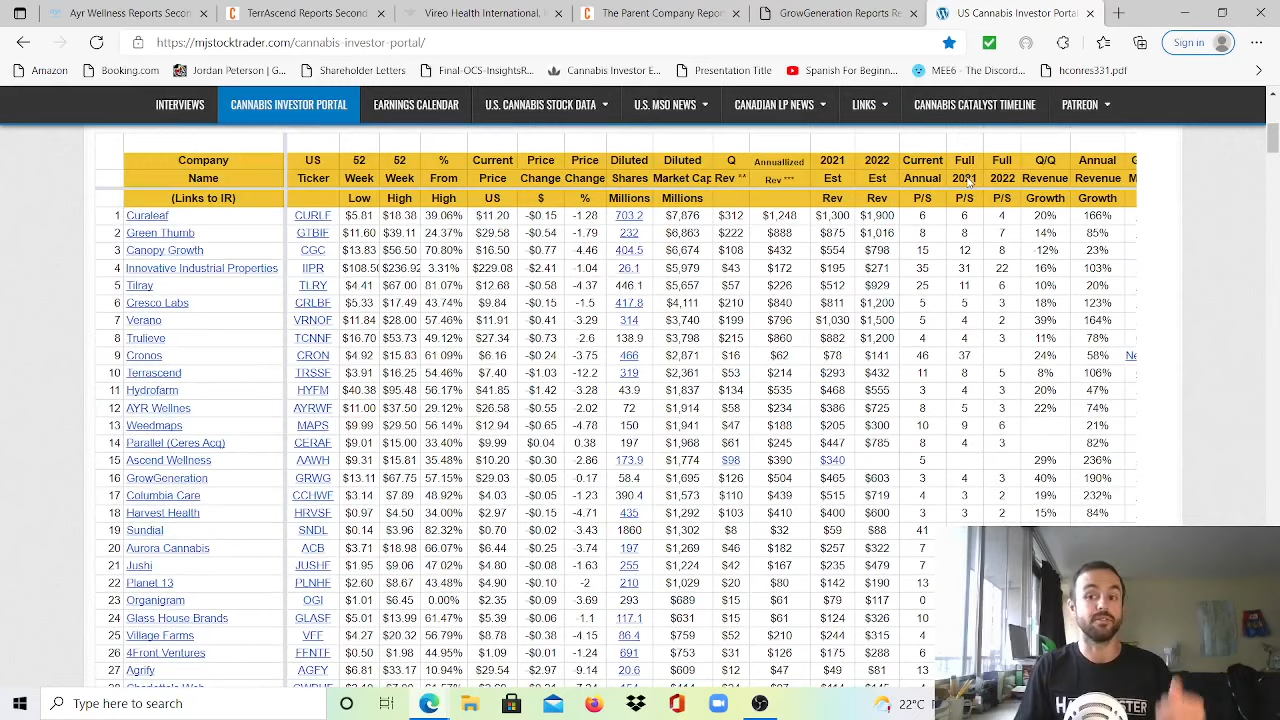 Ayr Wellness Reports Second
TerrAscend Reports Second
Vireo Health International, I
The Parent Company Repor
GrowGeneration Reports Re
US Cannabis Investor Portal
https://mjstocktrader.com/cannabis-investor-portal/
Sign in
Amazon
Booking.com
Jorj Journal
Shareholder Letters
Final-OCS-InsightsR...
Cannabis Enterprise...
Transaction History
Spanish For Beginn...
MEE6 - Discord Bot
hconres331.pdf
INTERVIEWS CANNABIS INVESTOR PORTAL EARNINGS CALENDAR U.S. CANNABIS STOCK DATA U.S. MSO NEWS CANADIAN LP NEWS LINKS CANNABIS CATALYST TIMELINE PATREON
Company US 52 52 % Current Price Price Diluted Diluted Q Annuallized 2021 2022 Current Full Full Q/Q Annual
Name Ticker Week Week From Price Change Change Shares Market Cap Rev ** Rev *** Est Est Annual 2021 2022 Revenue Revenue
(Links to IR) Low High High US $ % Millions Millions Rev Rev P/S P/S P/S Growth Growth
1 Curaleaf CURLF $5.81 $18.38 39.06% $11.20 -$0.15 -1.28 703.2 $7,876 $312 $1,248 $1,300 $1,900 6 6 4 20% 166%
2 Green Thumb GTBIF $11.60 $39.11 24.37% $29.58 -$0.54 -1.79 232 $6,863 $222 $888 $875 $1,016 8 8 7 14% 85%
3 Canopy Growth CGC $13.83 $56.50 70.80% $16.50 -$0.77 -4.46 404.5 $6,674 $108 $432 $554 $798 15 12 8 -12% 23%
4 Innovative Industrial Properties IIPR $108.50 $236.92 3.31% $229.08 -$2.41 -1.04 26.1 $5,979 $43 $172 $195 $271 35 31 22 16% 103%
5 Tilray TLRY $4.41 $67.00 81.07% $12.68 -$0.58 -4.37 446.1 $5,657 $57 $226 $512 $929 25 11 6 10% 20%
6 Cresco Labs CRLBF $5.33 $17.49 43.74% $9.84 -$0.15 -1.5 417.8 $4,111 $210 $840 $811 $1,200 5 5 3 18% 123%
7 Verano VRNOF $11.84 $28.00 57.46% $11.91 -$0.41 -3.29 314 $3,740 $199 $796 $1,030 $1,500 5 4 2 39% 164%
8 Trulieve TCNNF $16.70 $53.73 49.12% $27.34 -$0.73 -2.6 138.9 $3,798 $215 $860 $882 $1,200 4 4 3 11% 78%
9 Cronos CRON $4.92 $15.83 61.09% $6.16 -$0.24 -3.75 466 $2,871 $16 $62 $78 $141 46 37 24% 58% Ne
10 Terrascend TRSSF $3.91 $16.25 54.46% $7.40 -$1.03 -12.2 319 $2,361 $53 $214 $293 $432 11 8 5 8% 106%
11 Hydrofarm HYFM $40.38 $95.48 56.17% $41.85 -$1.42 -3.28 43.9 $1,837 $134 $535 $468 $555 3 4 3 20% 47%
12 AYR Wellnes AYRWF $11.00 $37.50 29.12% $26.58 -$0.55 -2.02 72 $1,914 $58 $234 $386 $725 8 5 3 22% 74%
13 Weedmaps MAPS $9.99 $29.50 56.14% $12.94 -$0.65 -4.78 150 $1,941 $47 $188 $205 $300 10 9 6 21%
14 Parallel (Ceres Acq) CERAF $9.01 $15.00 33.40% $9.99 $0.04 0.38 197 $1,968 $61 $245 $447 $785 8 4 3 82%
15 Ascend Wellness AAWH $9.31 $15.81 35.48% $10.20 -$0.30 -2.86 173.9 $1,774 $98 $390 $340 5 29% 236%
16 GrowGeneration GRWG $13.11 $67.75 57.15% $29.03 -$0.05 -0.17 58.4 $1,695 $126 $504 $465 $635 3 4 3 40% 190%
17 Columbia Care CCHWF $3.14 $7.89 48.92% $4.03 -$0.05 -1.23 390.4 $1,573 $110 $439 $515 $719 4 3 2 19% 232%
18 Harvest Health HRVSF $0.97 $4.50 34.00% $2.97 -$0.15 -4.71 435 $1,292 $103 $410 $400 $600 3 3 2 15% 84%
19 Sundial SNDL $0.14 $3.96 82.32% $0.70 -$0.02 -3.43 1860 $1,302 $8 $32 $59 $88 41
20 Aurora Cannabis ACB $3.71 $18.98 66.07% $6.44 -$0.25 -3.74 197 $1,269 $46 $182 $257 $322 7
21 Jushi JUSHF $1.95 $9.06 47.02% $4.80 -$0.08 -1.63 255 $1,224 $42 $167 $235 $479 7
22 Planet 13 PLNHF $2.60 $8.67 43.48% $4.90 -$0.10 -2 210 $1,029 $20 $80 $142 $190 13
23 Organigram OGI $1.01 $6.45 0.00% $2.35 -$0.09 -3.69 293 $689 $15 $61 $79 $117
24 Glass House Brands GLASF $5.01 61.47% $5.39 -1.1 117.1 $631 $15 $61 $124 $326 10
25 Village Farms VFF $4.27 $20.32 56.79% $8.78 -$0.38 -4.15 86.4 $759 $52 $210 $244 $315 4
26 4Front Ventures FFNTF $0.50 $1.98 44.95% $1.09 -$0.01 -1.24 691 $753 $31 $126 $175 $288 6
27 Agrify AGFY $6.81 $33.17 10.94% $29.54 -$2.97 -9.14 20.6 $609 $12 $47 $49 $81 13
Type here to search
22°C